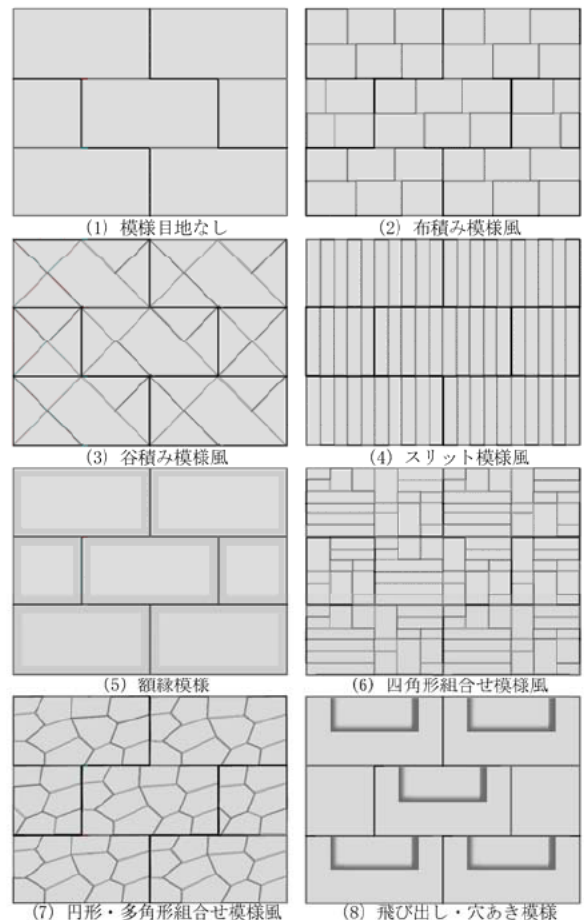 (1) 模様目地なし
(2) 布積み模様風
(3) 谷積み模様風
(4) スリット模様風
(5) 額縁模様
(6) 四角形組合せ模様風
(7) 円形・多角形組合せ模様風
(8) 飛び出し・穴あき模様